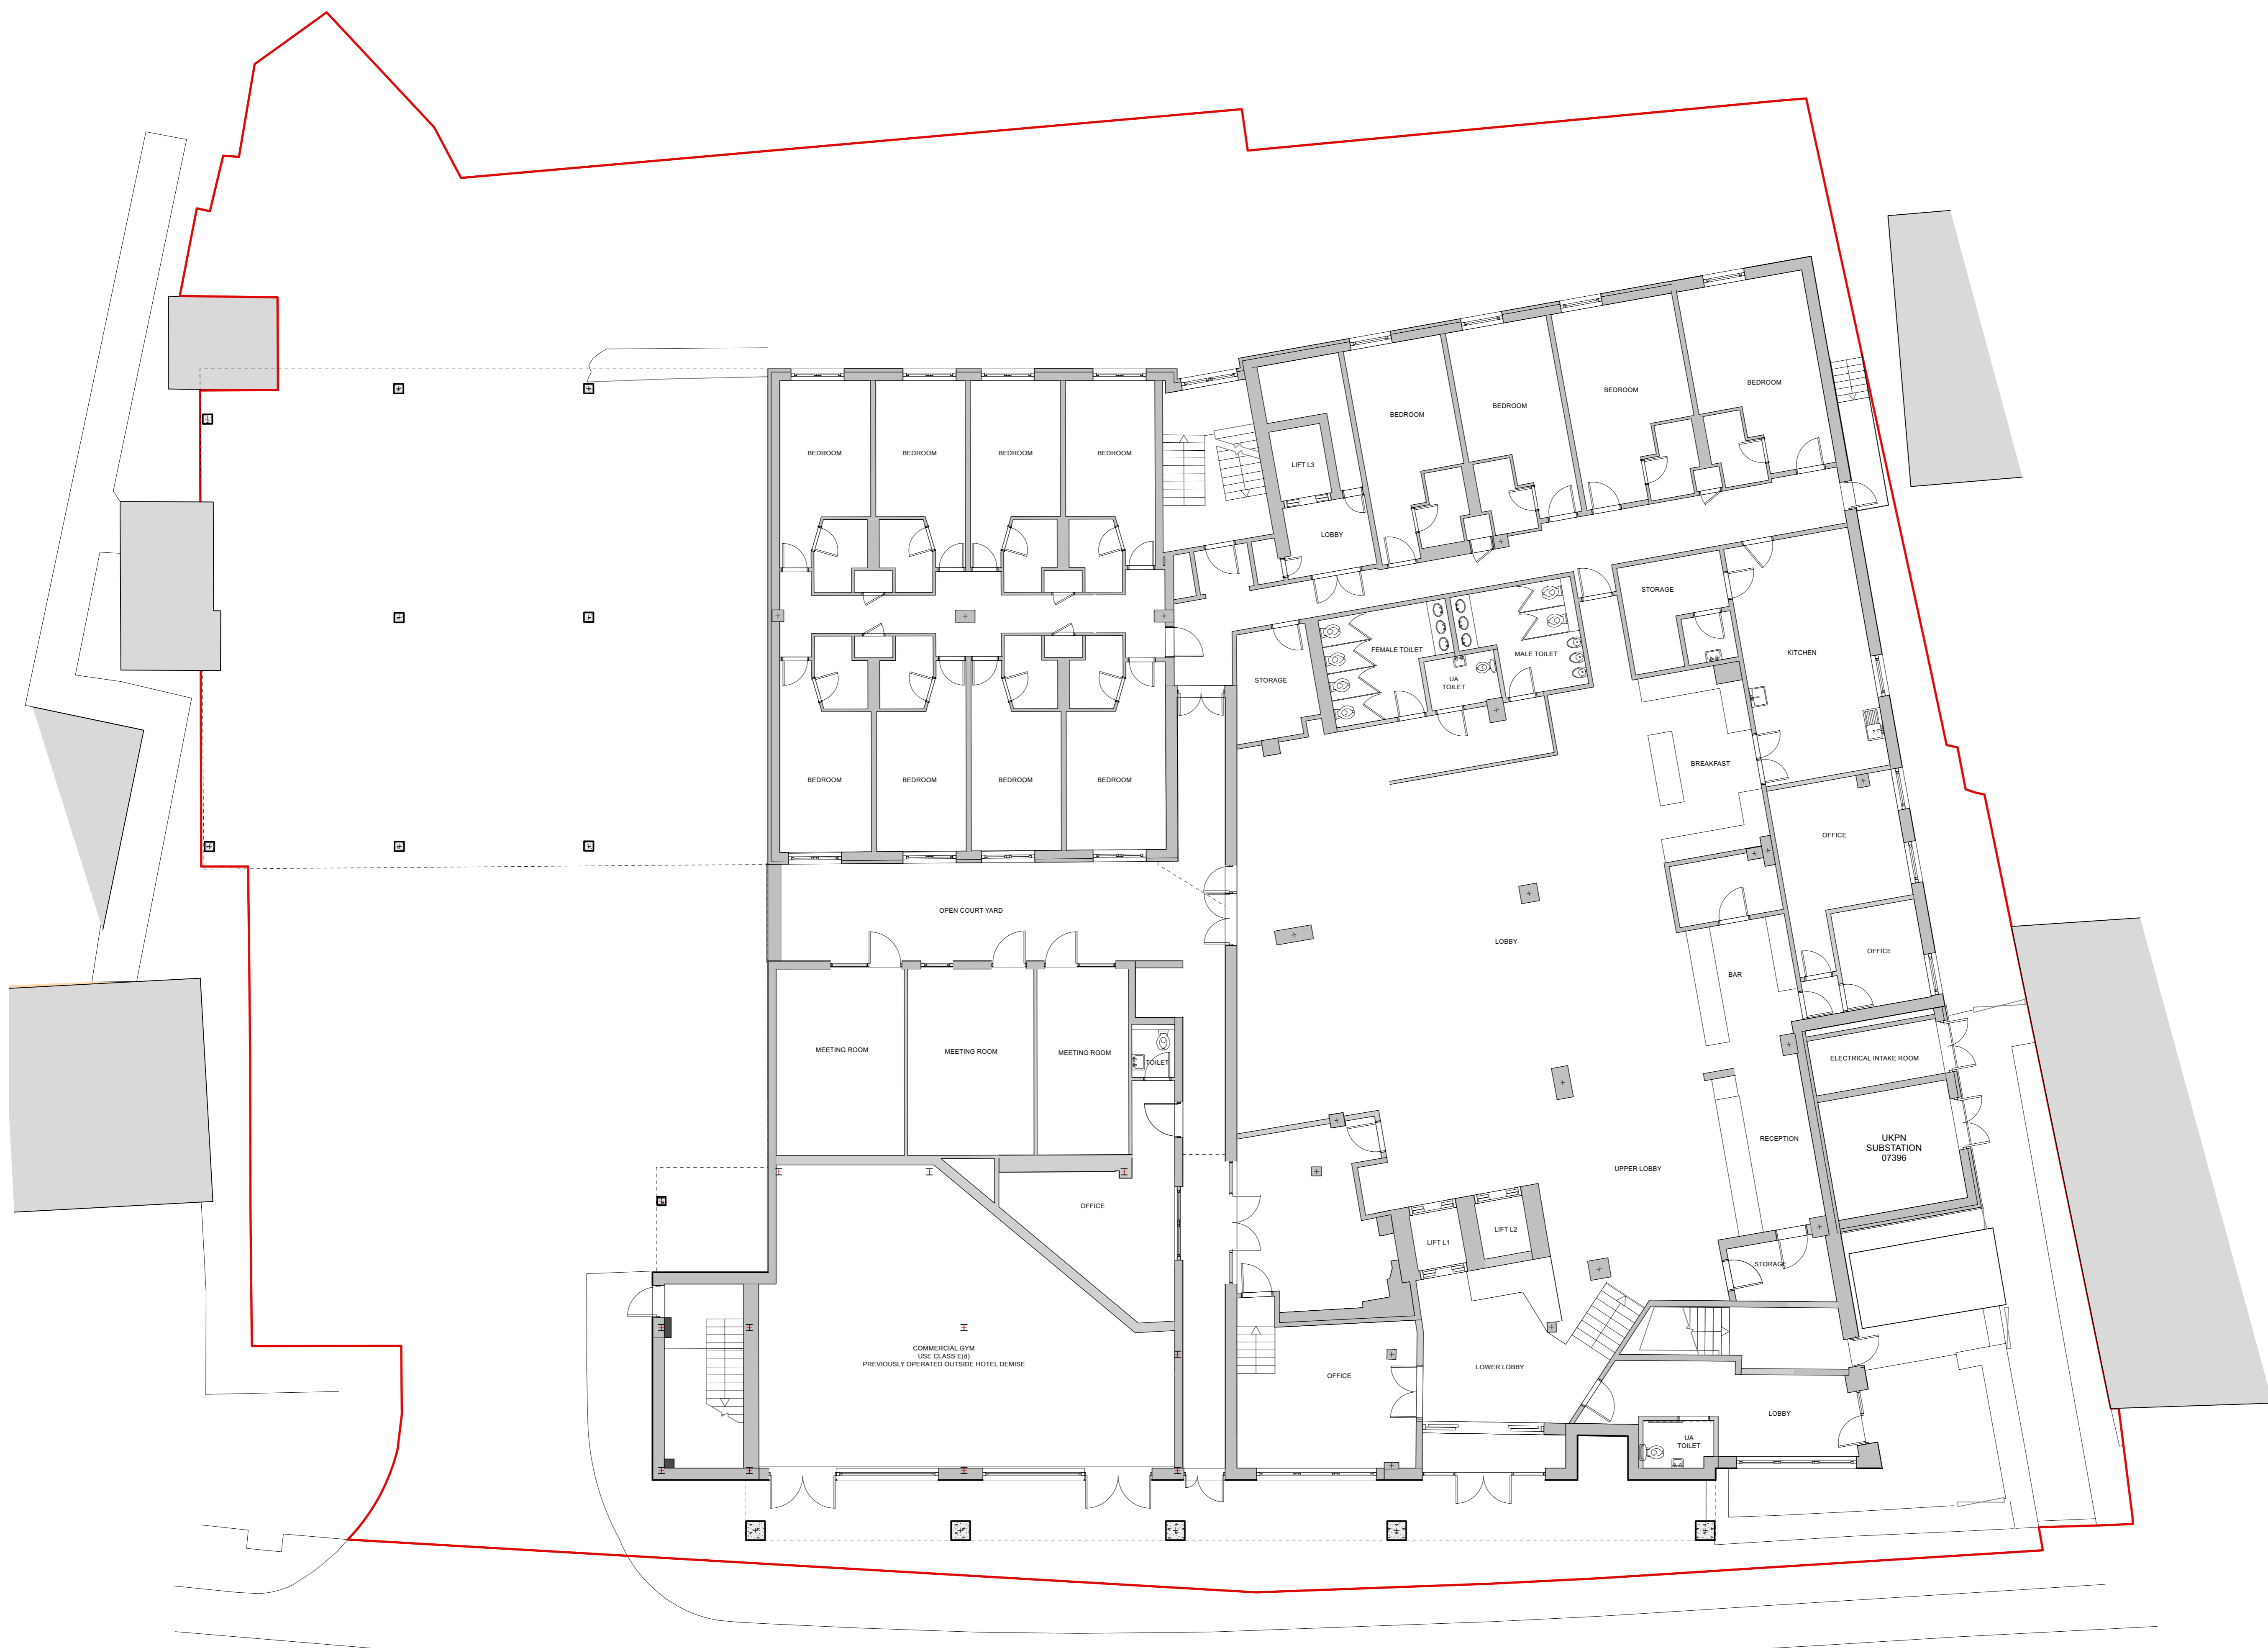 BEDROOM
BEDROOM
BEDROOM
BEDROOM
BEDROOM
BEDROOM
BEDROOM
BEDROOM
LIFT L3
LOBBY
STORAGE
FEMALE TOILET
UA
TOILET
MALE TOILET
STORAGE
KITCHEN
BEDROOM
BEDROOM
BEDROOM
BEDROOM
BREAKFAST
OFFICE
OPEN COURT YARD
LOBBY
OFFICE
BAR
MEETING ROOM
MEETING ROOM
MEETING ROOM
TOILET
ELECTRICAL INTAKE ROOM
RECEPTION
UKPN
SUBSTATION
07396
UPPER LOBBY
OFFICE
LIFT L1
LIFT L2
STORAGE
COMMERCIAL GYM
USE CLASS E(d)
PREVIOUSLY OPERATED OUTSIDE HOTEL DEMISE
OFFICE
LOWER LOBBY
LOBBY
UA
TOILET